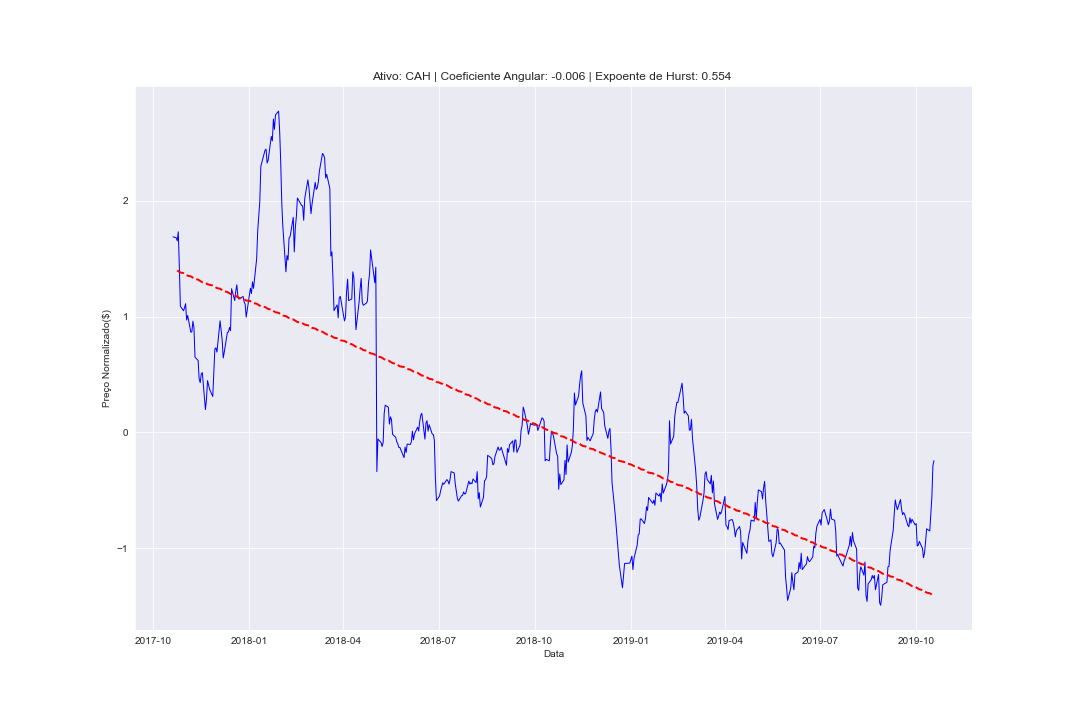 Ativo: CAH | Coeficiente Angular: -0.006 | Expoente de Hurst: 0.554
Preço Normalizado($)
2
1
0
−1
2017-10 2018-01 2018-04 2018-07 2018-10 2019-01 2019-04 2019-07 2019-10
Data